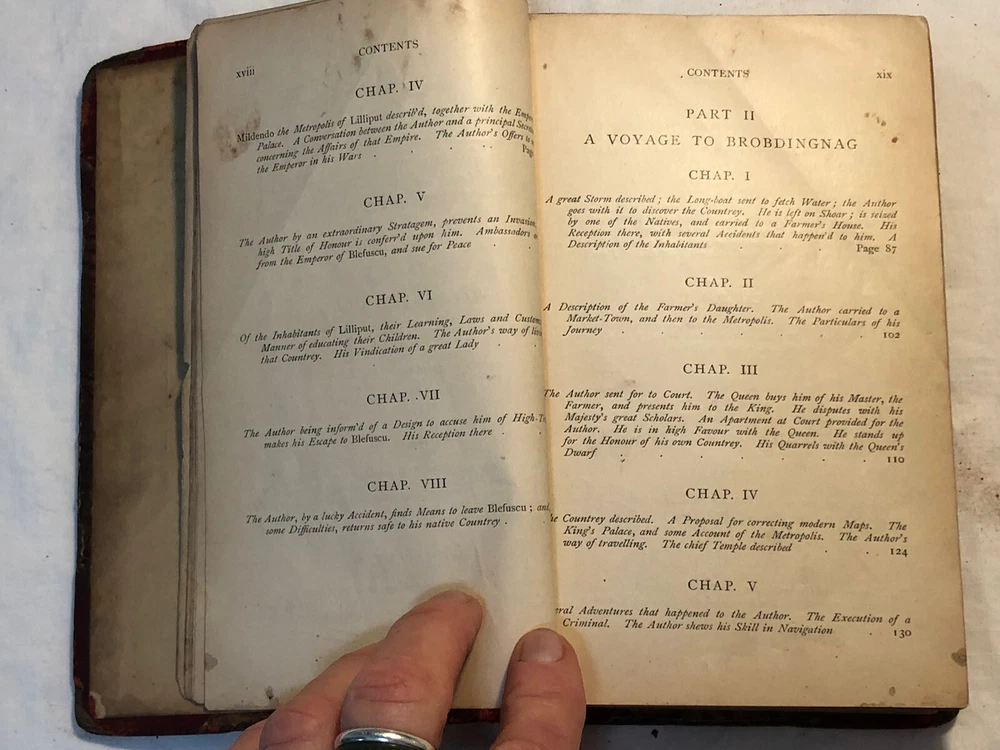 CONTENTS
xviii
CHAP. IV
Mildendo the Metropolis of Lilliput describ'd, together with the
Palace. A Conversation between the Author and a principal
concerning the Affairs of that Empire. The Author's Offers to
the Emperor in his Wars . . . . Page
CHAP. V
The Author by an extraordinary Stratagem, prevents an
high Title of Honour is conferr'd upon him. Ambassadors
from the Emperor of Blefuscu, and sue for Peace . .
CHAP. VI
Of the Inhabitants of Lilliput, their Learning, Laws and
Manner of educating their Children. The Author's way of
that Countrey. His Vindication of a great Lady . .
CHAP. VII
The Author being inform'd of a Design to accuse him of
makes his Escape to Blefuscu. His Reception there . .
CHAP. VIII
The Author, by a lucky Accident, finds Means to leave Blefuscu; and,
some Difficulties, returns safe to his native Countrey .
CONTENTS
xix
PART II
A VOYAGE TO BROBDINGNAG
CHAP. I
A great Storm described; the Long-boat sent to fetch Water; the Author
goes with it to discover the Countrey. He is left on Shoar; is seized
by one of the Natives, and carried to a Farmer's House. His
Reception there, with several Accidents that happen'd to him. A
Description of the Inhabitants . . . Page 87
CHAP. II
A Description of the Farmer's Daughter. The Author carried to a
Market-Town, and then to the Metropolis. The Particulars of his
Journey . . . . . . . 102
CHAP. III
The Author sent for to Court. The Queen buys him of his Master, the
Farmer, and presents him to the King. He disputes with his
Majesty's great Scholars. An Apartment at Court provided for the
Author. He is in high Favour with the Queen. He stands up
for the Honour of his own Countrey. His Quarrels with the Queen's
Dwarf . . . . . . . 110
CHAP. IV
Countrey described. A Proposal for correcting modern Maps. The
King's Palace, and some Account of the Metropolis. The Author's
way of travelling. The chief Temple described . . . 124
CHAP. V
Adventures that happened to the Author. The Execution of a
Criminal. The Author shews his Skill in Navigation . 130